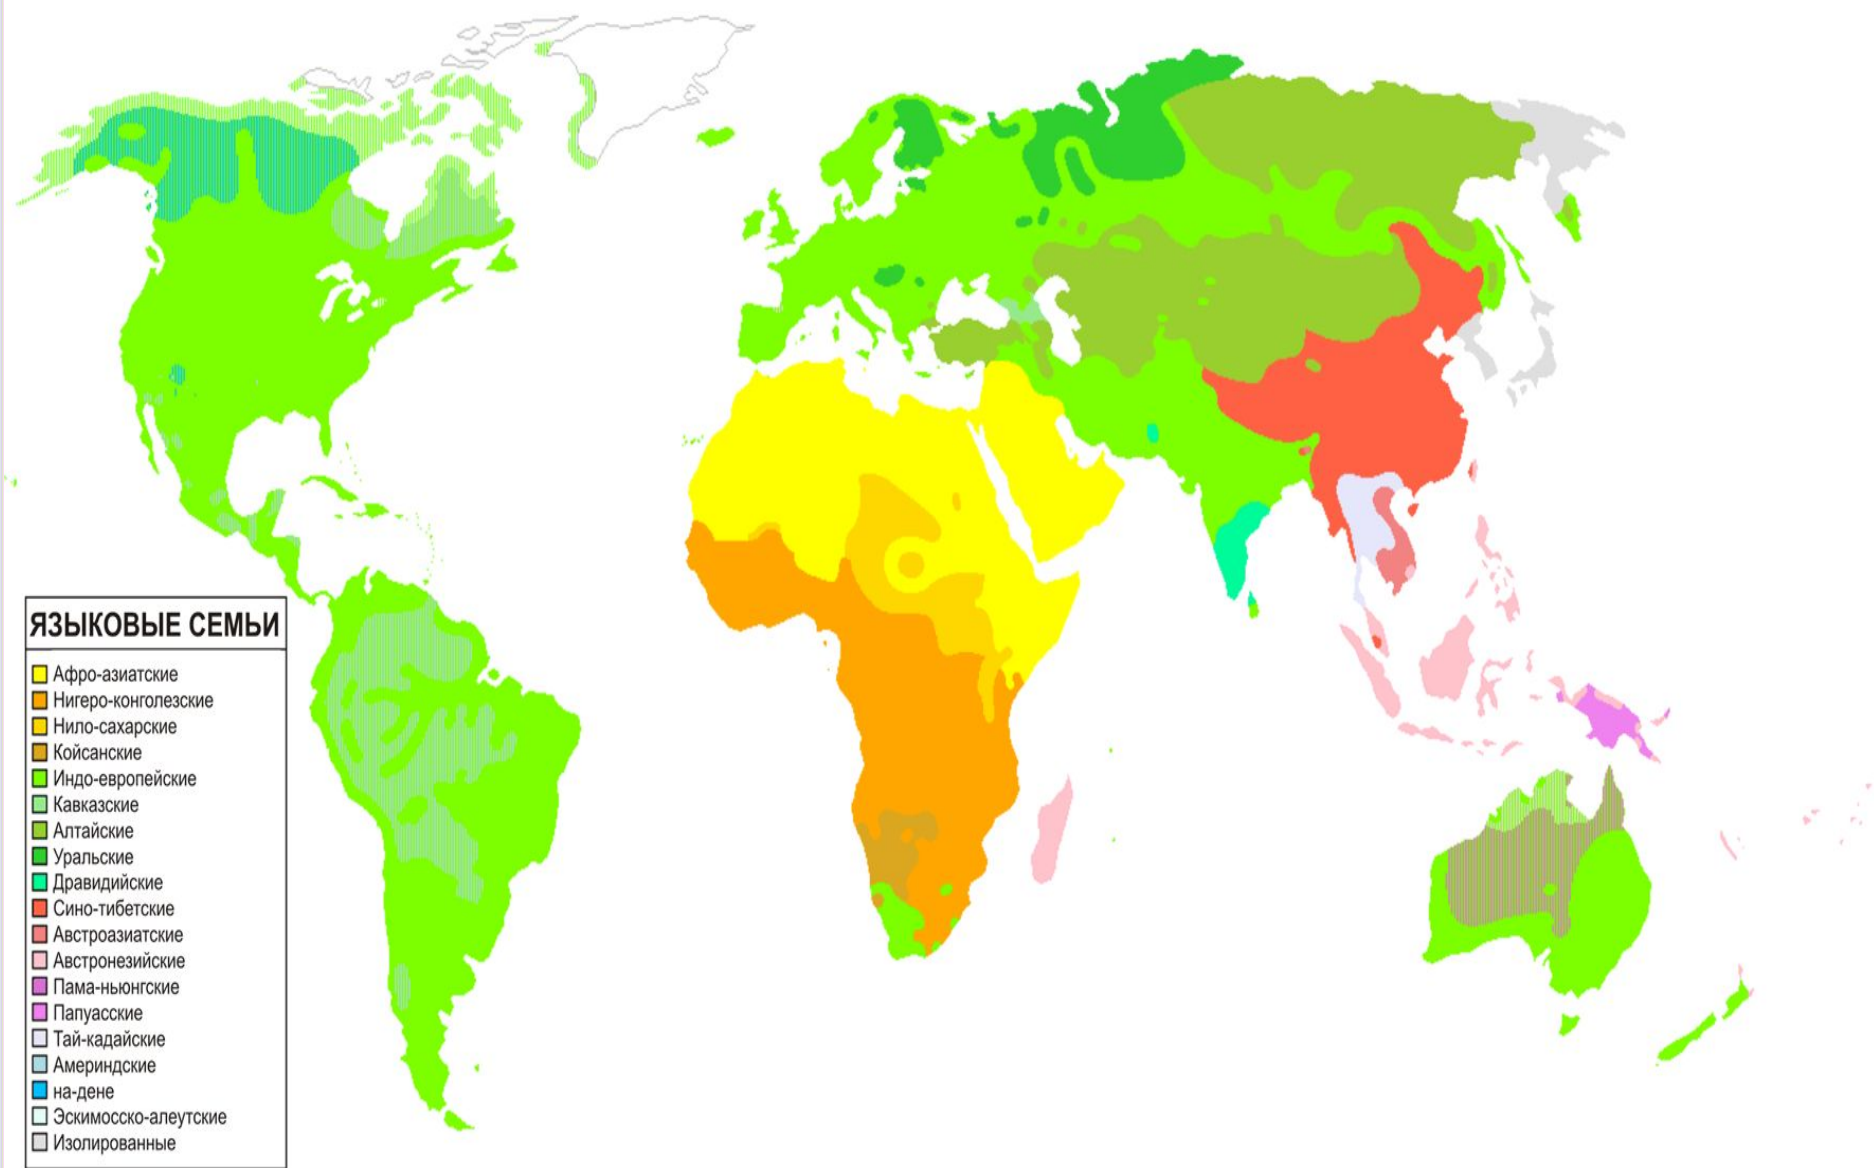 ЯЗЫКОВЫЕ СЕМЬИ
Афро-азиатские
Нигеро-конголезские
Нило-сахарские
Койсанские
Индо-европейские
Кавказские
Алтайские
Уральские
Дравидийские
Сино-тибетские
Австроазиатские
Австронезийские
Пама-ньюнгские
Папуасские
Тай-кадайские
Америндские
на-дене
Эскимосско-алеутские
Изолированные